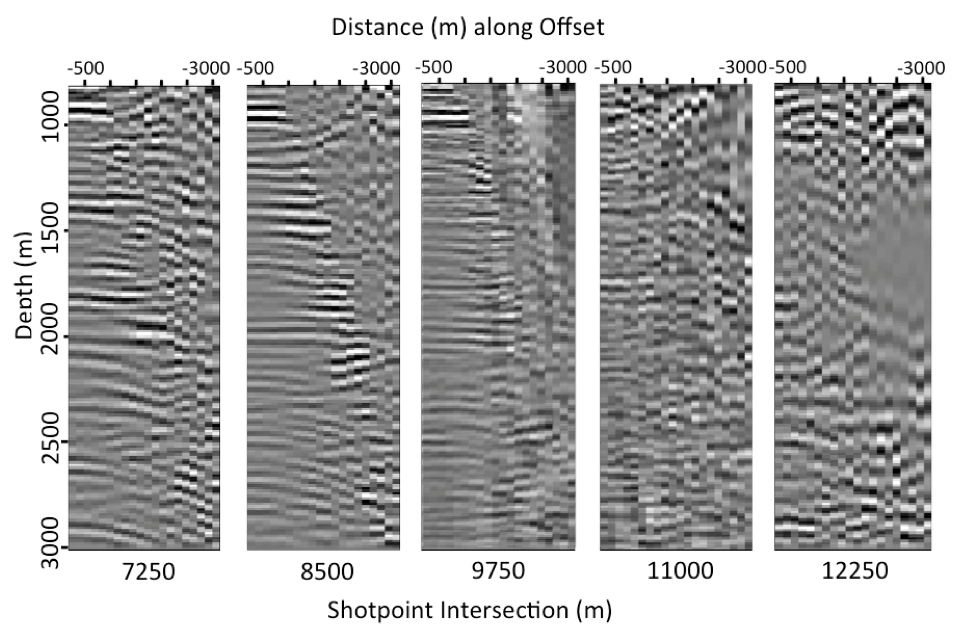 Distance (m) along Offset
-500 -3000 -500 -3000 -500 -3000 -500 -3000 -500 -3000
Depth (m)
1000
1500
2000
2500
3000
7250 8500 9750 11000 12250
Shotpoint Intersection (m)